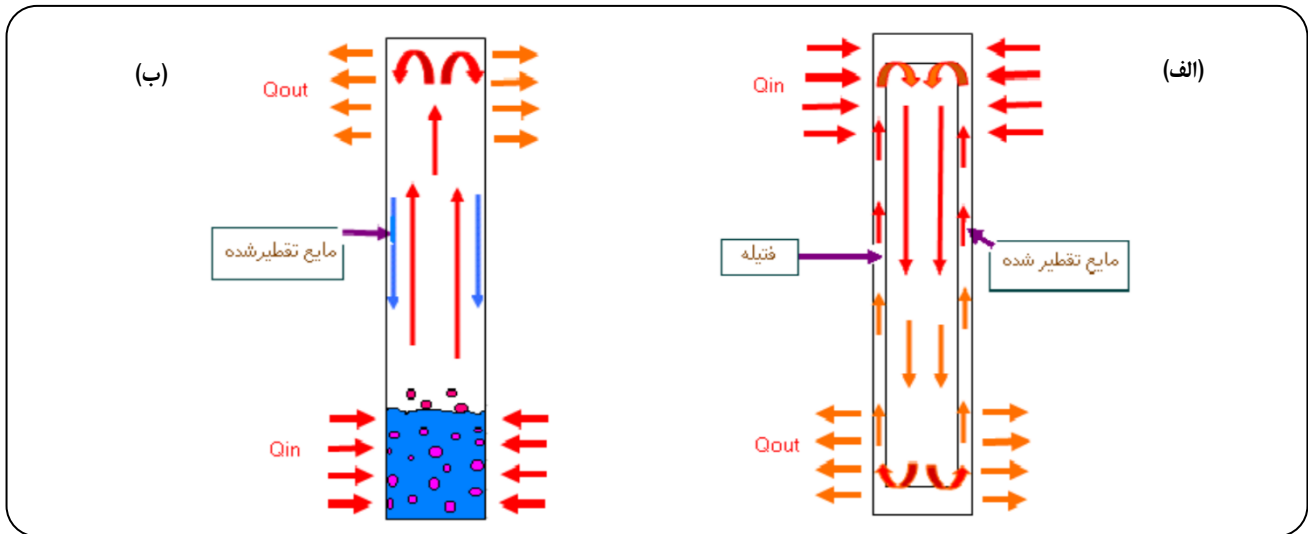 (الف)
Qin
فتیله
مایع تقطیر شده
Qout
(ب)
Qout
مایع تقطیرشده
Qin